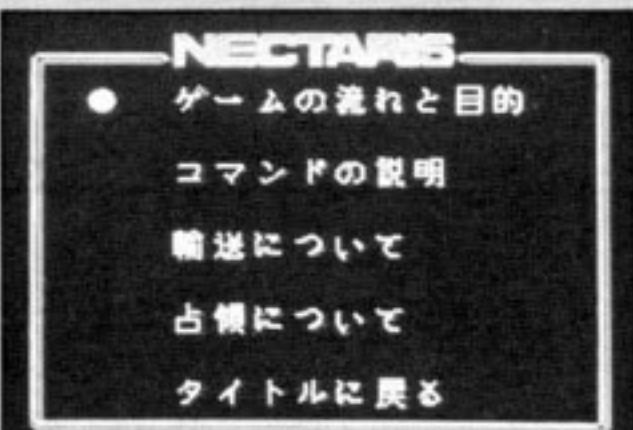 NECTARIS
ゲームの流れと目的
コマンドの説明
輸送について
占領について
タイトルに戻る